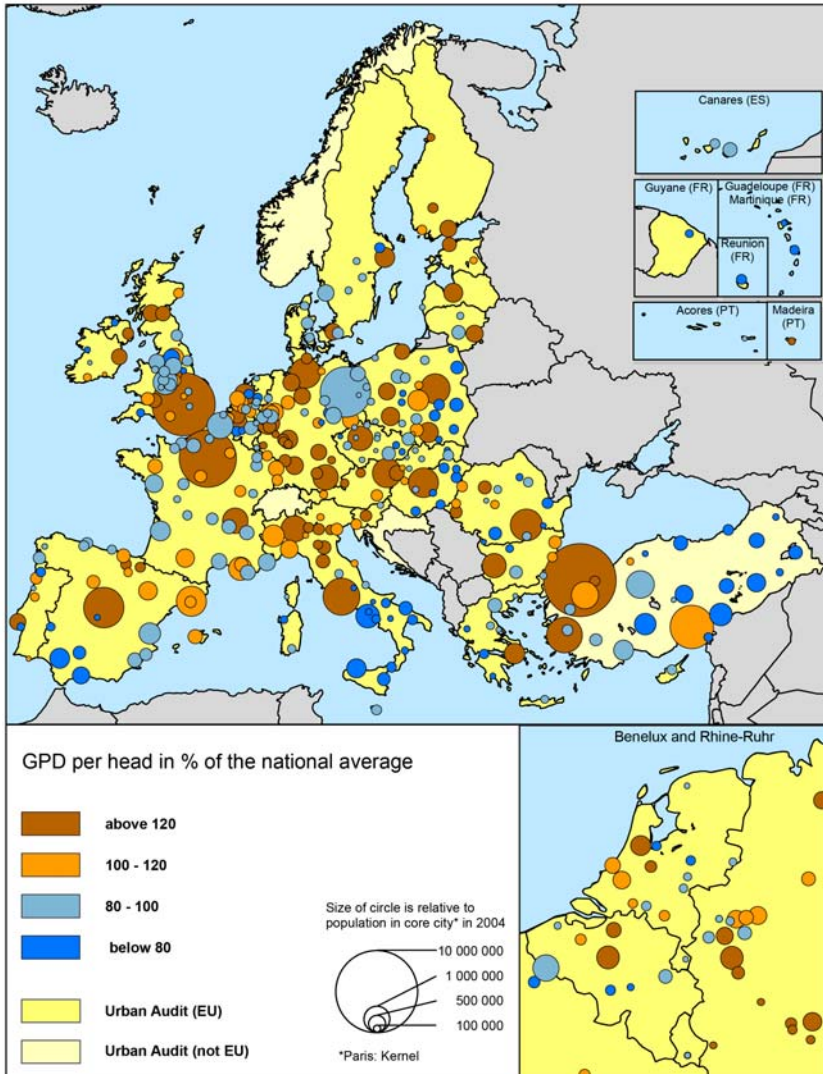 Canares (ES)
Guyane (FR)
Guadeloupe (FR)
Martinique (FR)
Reunion
(FR)
Acores (PT)
Madeira
(PT)
GPD per head in % of the national average
above 120
100 - 120
80 - 100
below 80
Urban Audit (EU)
Urban Audit (not EU)
Size of circle is relative to
population in core city* in 2004
10 000 000
1 000 000
500 000
100 000
*Paris: Kernel
Benelux and Rhine-Ruhr